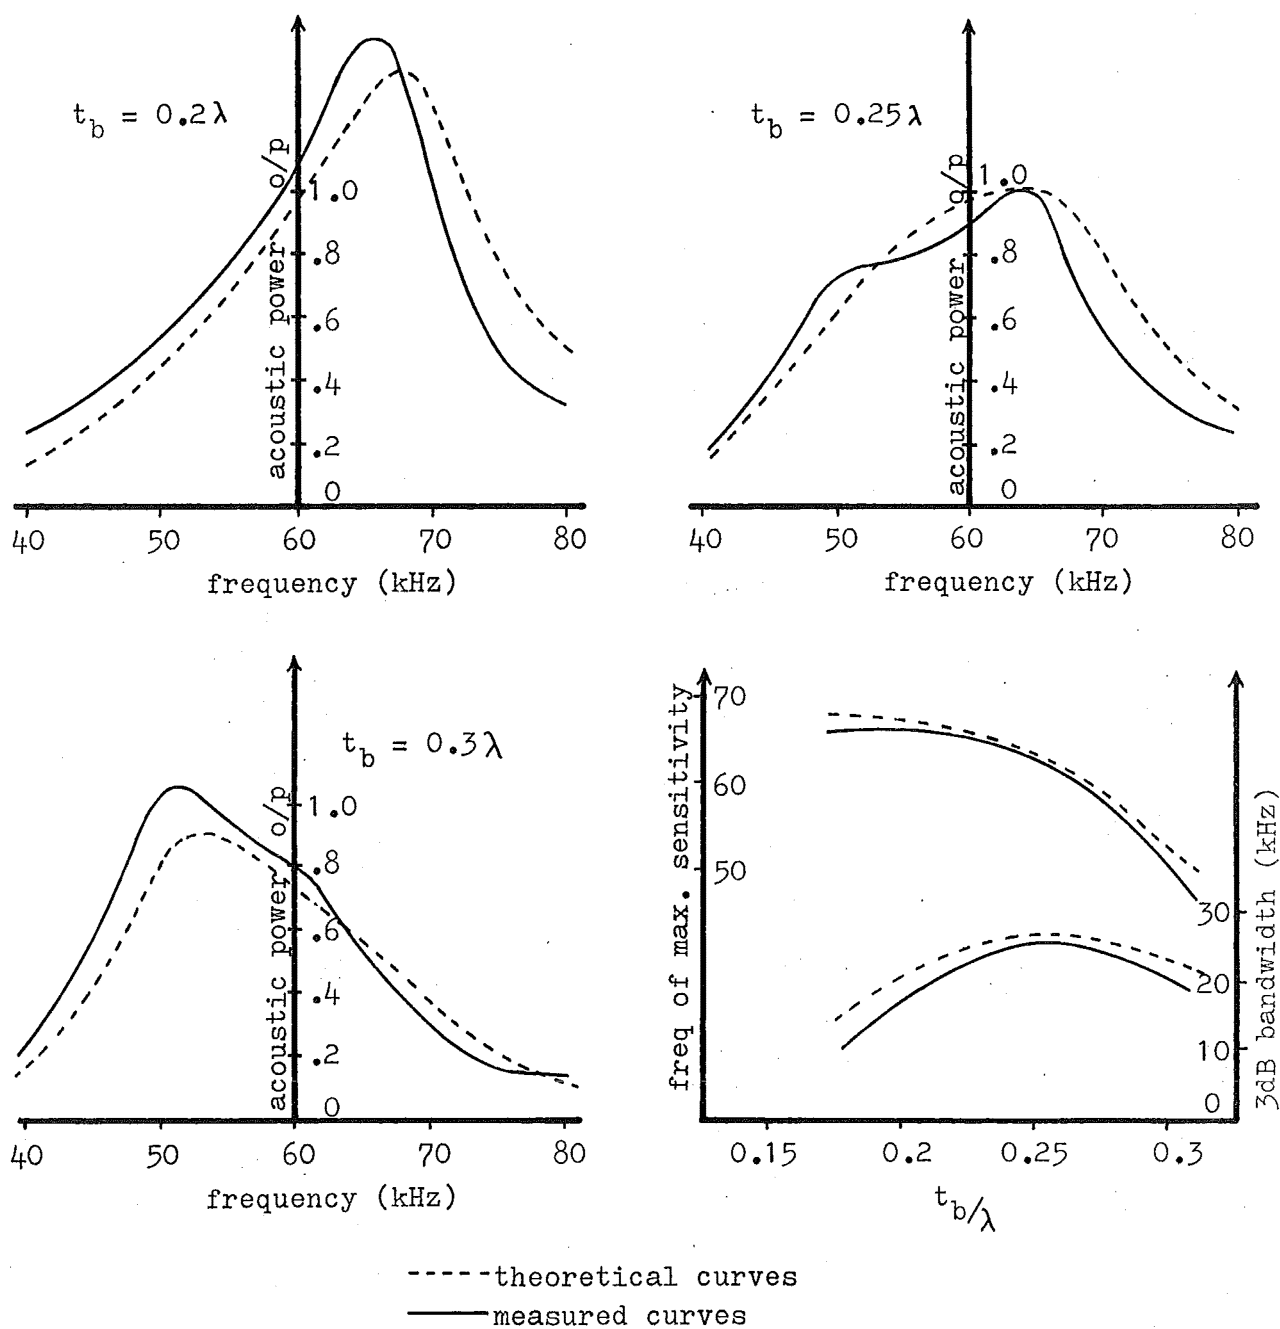 t_b = 0.2λ
acoustic power o/p
1.0
.8
.6
.4
.2
0
40 50 60 70 80
frequency (kHz)
t_b = 0.25λ
acoustic power o/p
1.0
.8
.6
.4
.2
0
40 50 60 70 80
frequency (kHz)
t_b = 0.3λ
acoustic power o/p
1.0
.8
.6
.4
.2
0
40 50 60 70 80
frequency (kHz)
freq of max. sensitivity
70
60
50
3dB bandwidth (kHz)
30
20
10
0
0.15 0.2 0.25 0.3
t_b/λ
theoretical curves
measured curves